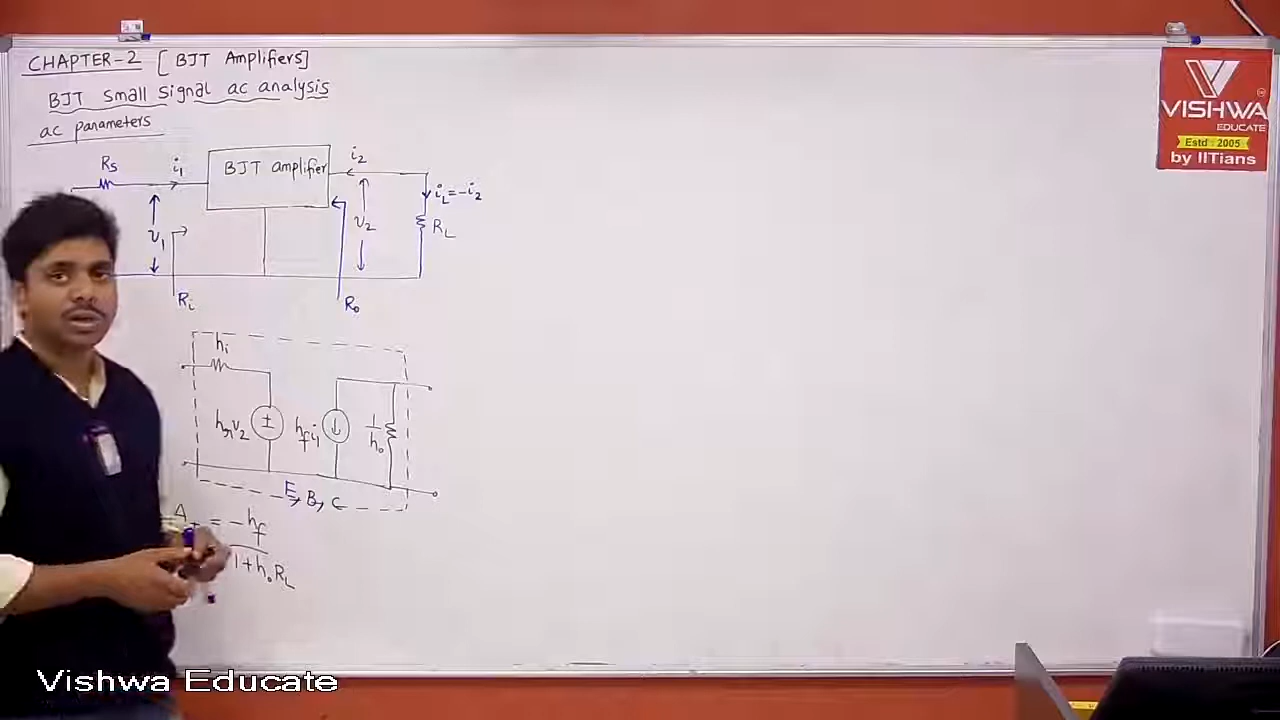 CHAPTER-2 [BJT Amplifiers]
BJT small signal ac analysis
ac parameters
Rs
i1
BJT amplifier
i2
v1
v2
iL=-i2
RL
Ri
Ro
hi
hrv2
hfi1
1/ho
E, B, C
= -hf
1+hoRL
VISHWA
EDUCATE
Estd : 2005
by IITians
Vishwa Educate